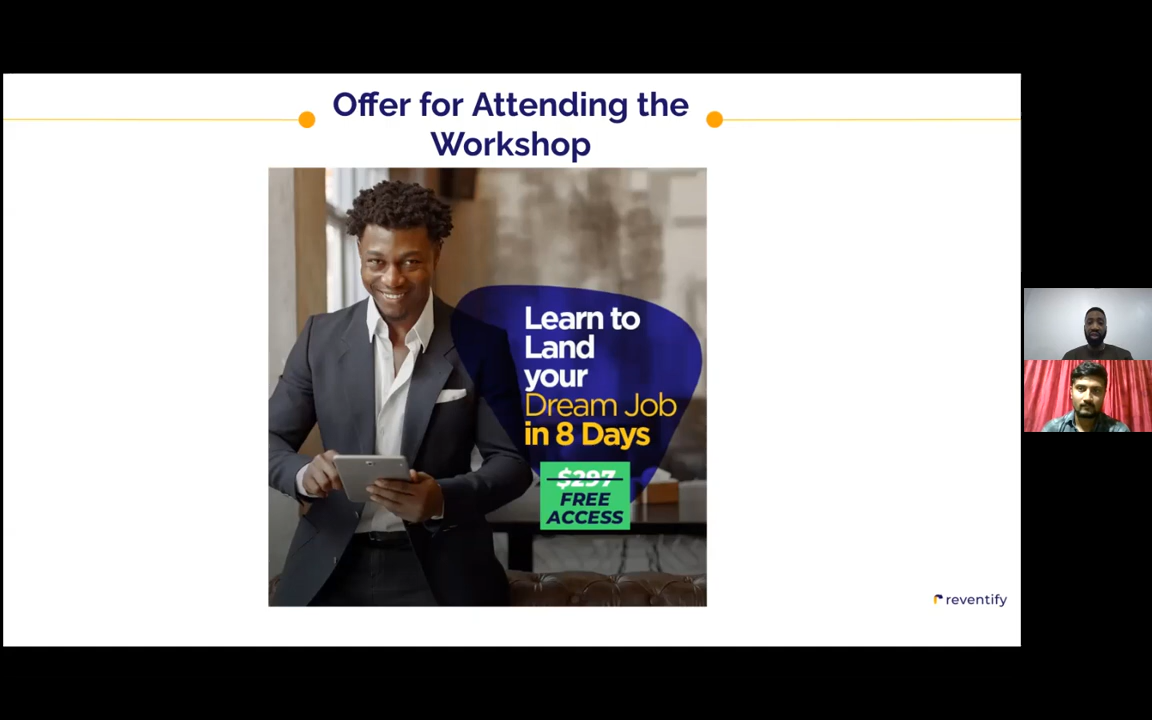 Offer for Attending the
Workshop
Learn to
Land
your
Dream Job
in 8 Days
$297
FREE
ACCESS
reventify